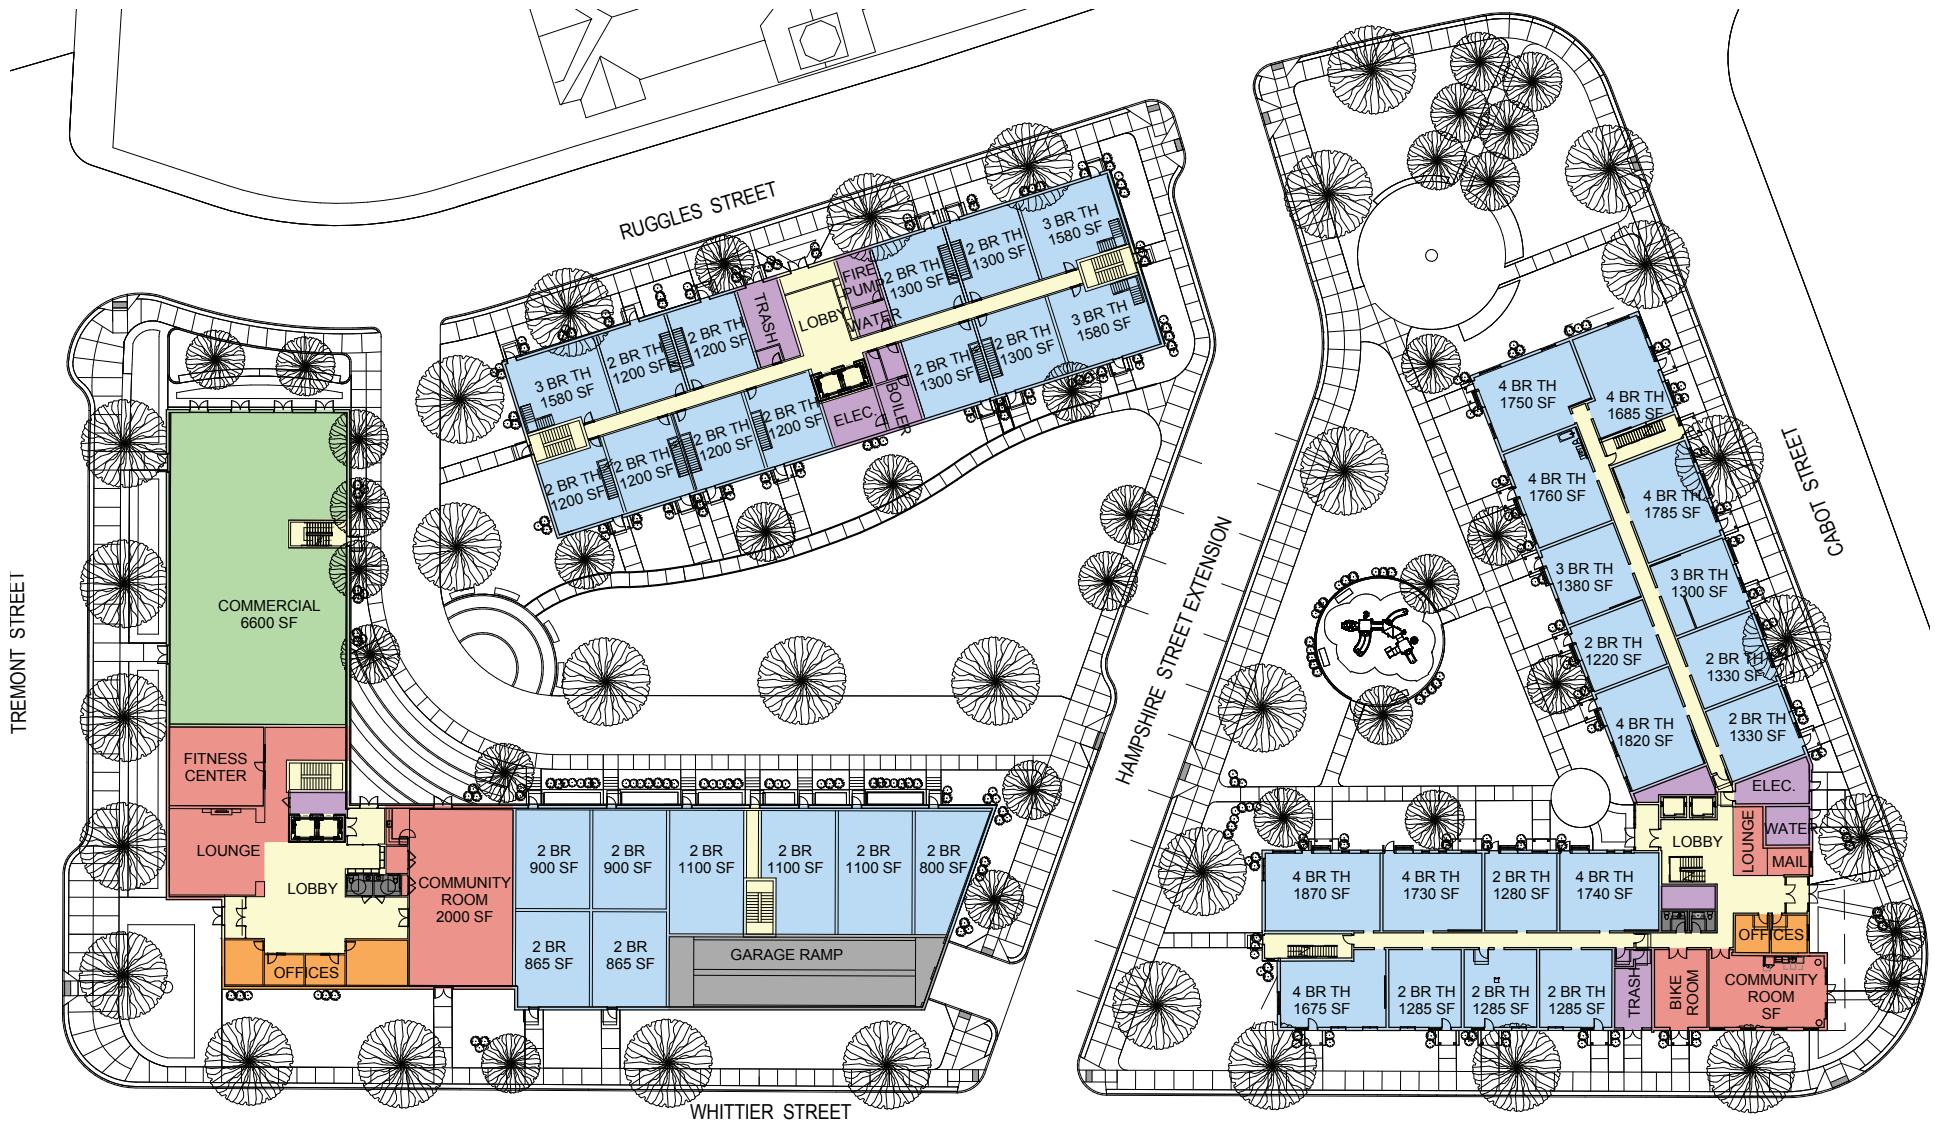 RUGGLES STREET
TREMONT STREET
HAMPSHIRE STREET EXTENSION
CABOT STREET
WHITTIER STREET
3 BR TH
1580 SF
2 BR TH
1200 SF
2 BR TH
1200 SF
TRASH
LOBBY
FIRE
PUMP
WATER
2 BR TH
1300 SF
2 BR TH
1300 SF
3 BR TH
1580 SF
2 BR TH
1200 SF
2 BR TH
1200 SF
2 BR TH
1200 SF
2 BR TH
1200 SF
ELEC.
BOILER
2 BR TH
1300 SF
2 BR TH
1300 SF
3 BR TH
1580 SF
COMMERCIAL
6600 SF
FITNESS
CENTER
LOUNGE
LOBBY
OFFICES
COMMUNITY
ROOM
2000 SF
2 BR
900 SF
2 BR
900 SF
2 BR
1100 SF
2 BR
1100 SF
2 BR
1100 SF
2 BR
800 SF
2 BR
865 SF
2 BR
865 SF
GARAGE RAMP
4 BR TH
1750 SF
4 BR TH
1685 SF
4 BR TH
1760 SF
4 BR TH
1785 SF
3 BR TH
1380 SF
3 BR TH
1300 SF
2 BR TH
1220 SF
2 BR TH
1330 SF
4 BR TH
1820 SF
2 BR TH
1330 SF
ELEC.
LOBBY
LOUNGE
WATER
MAIL
4 BR TH
1870 SF
4 BR TH
1730 SF
2 BR TH
1280 SF
4 BR TH
1740 SF
OFFICES
4 BR TH
1675 SF
2 BR TH
1285 SF
2 BR TH
1285 SF
2 BR TH
1285 SF
TRASH
BIKE
ROOM
COMMUNITY
ROOM
SF